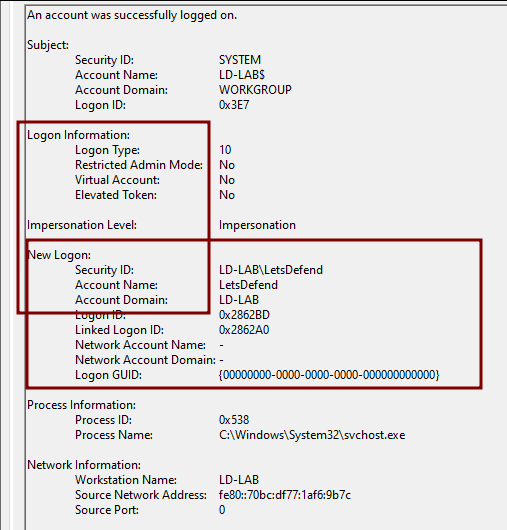 An account was successfully logged on.
Subject:
Security ID: SYSTEM
Account Name: LD-LAB$
Account Domain: WORKGROUP
Logon ID: 0x3E7
Logon Information:
Logon Type: 10
Restricted Admin Mode: No
Virtual Account: No
Elevated Token: No
Impersonation Level: Impersonation
New Logon:
Security ID: LD-LAB\LetsDefend
Account Name: LetsDefend
Account Domain: LD-LAB
Logon ID: 0x2862BD
Linked Logon ID: 0x2862A0
Network Account Name: -
Network Account Domain: -
Logon GUID: {00000000-0000-0000-0000-000000000000}
Process Information:
Process ID: 0x538
Process Name: C:\Windows\System32\svchost.exe
Network Information:
Workstation Name: LD-LAB
Source Network Address: fe80::70bc:df77:1af6:9b7c
Source Port: 0